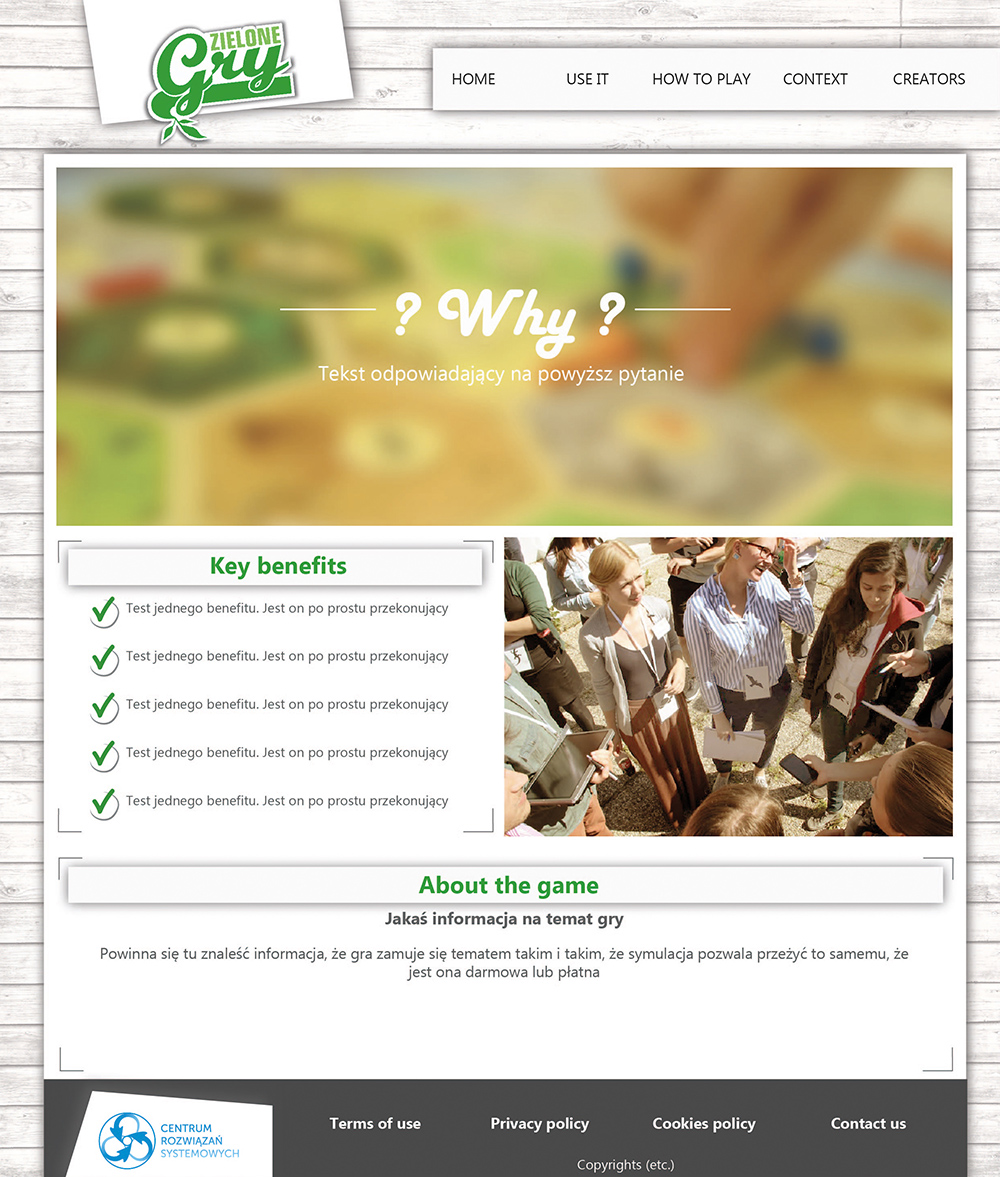 ZIELONE
Gry
HOME
USE IT
HOW TO PLAY
CONTEXT
CREATORS
? Why ?
Tekst odpowiadający na powyższ pytanie
Key benefits
Test jednego benefitu. Jest on po prostu przekonujący
Test jednego benefitu. Jest on po prostu przekonujący
Test jednego benefitu. Jest on po prostu przekonujący
Test jednego benefitu. Jest on po prostu przekonujący
Test jednego benefitu. Jest on po prostu przekonujący
About the game
Jakaś informacja na temat gry
Powinna się tu znaleść informacja, że gra zamuje się tematem takim i takim, że symulacja pozwala przeżyć to samemu, że
jest ona darmowa lub płatna
CENTRUM
ROZWIĄZAŃ
SYSTEMOWYCH
Terms of use
Privacy policy
Cookies policy
Contact us
Copyrights (etc.)